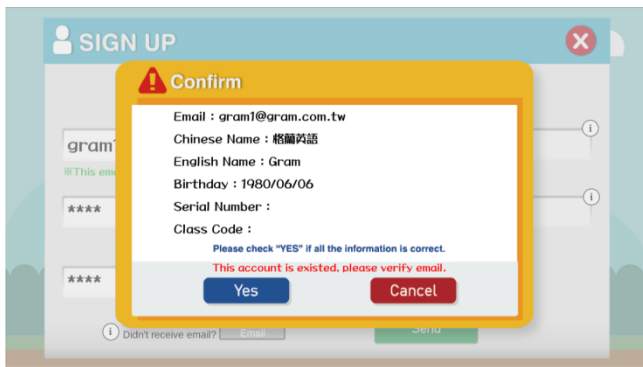 SIGN UP
Confirm
Email : gram1@gram.com.tw
Chinese Name : 格蘭英語
English Name : Gram
Birthday : 1980/06/06
Serial Number :
Class Code :
Please check "YES" if all the information is correct.
This account is existed, please verify email.
Yes
Cancel
gram1
※This
****
****
Didn't receive email?
Email
Send